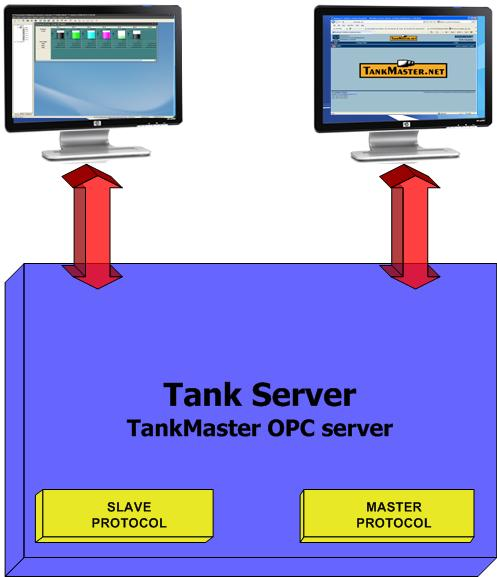 TANKMASTER.NET
Tank Server
TankMaster OPC server
SLAVE
PROTOCOL
MASTER
PROTOCOL